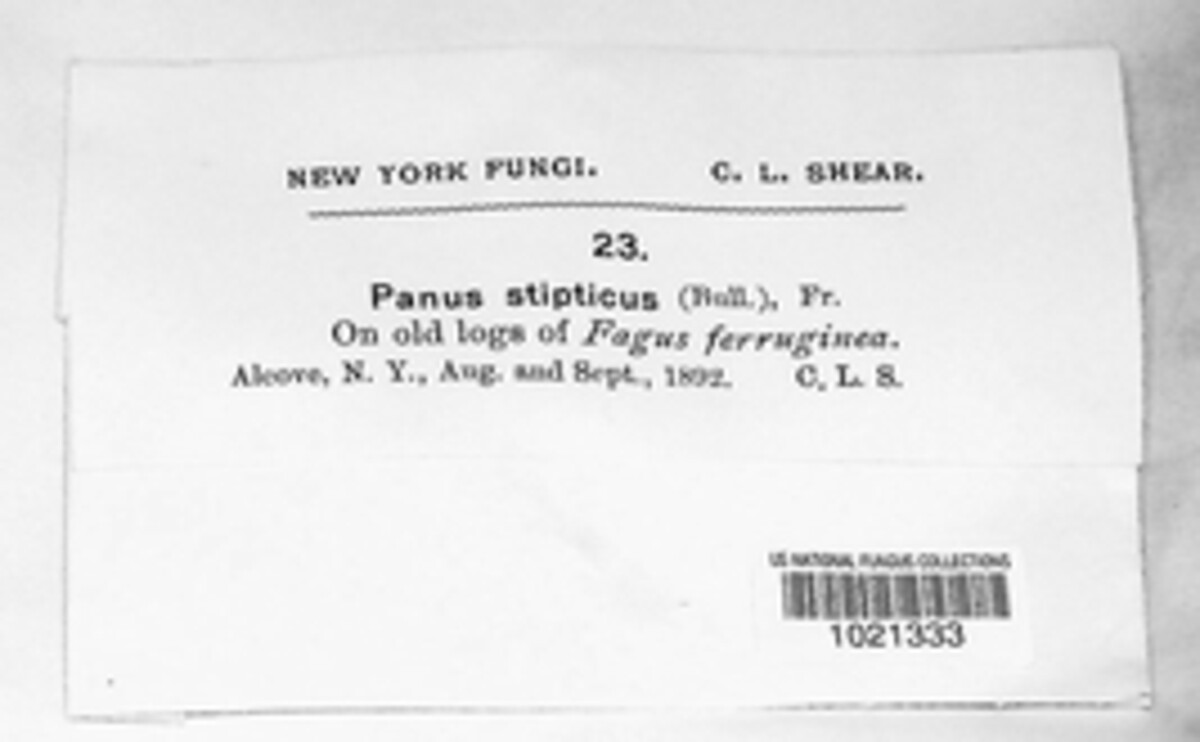 NEW YORK FUNGI. C. L. SHEAR.
23.
Panus stipticus (Bull.), Fr.
On old logs of Fagus ferruginea.
Alcove, N. Y., Aug. and Sept., 1892. C. L. S.
US NATIONAL FUNGUS COLLECTIONS
1021333